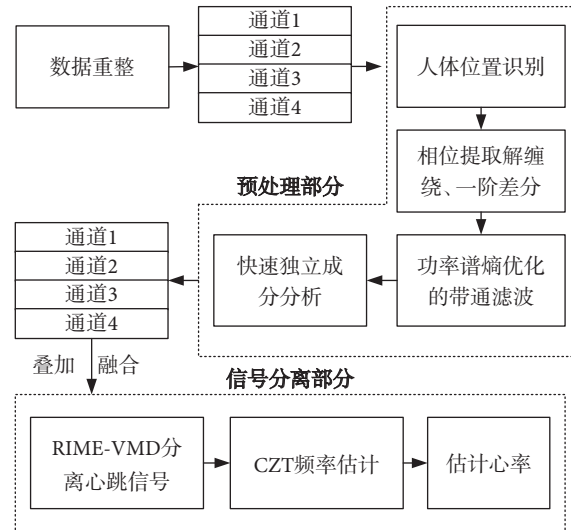 数据重整
通道1
通道2
通道3
通道4
人体位置识别
相位提取解缠
绕、一阶差分
预处理部分
功率谱熵优化
的带通滤波
快速独立成
分分析
通道1
通道2
通道3
通道4
叠加 融合
信号分离部分
RIME-VMD分
离心跳信号
CZT频率估计
估计心率